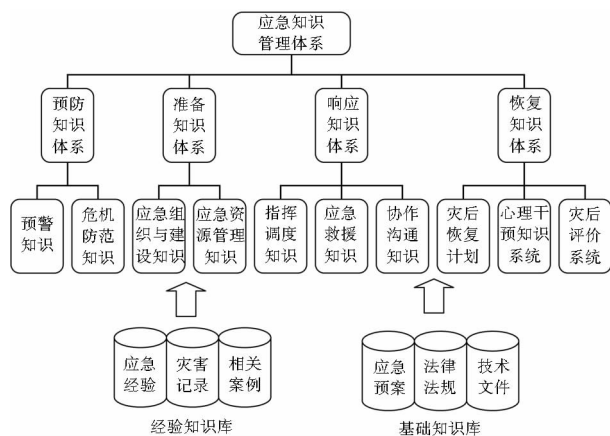 应急知识
管理体系
预防
知识
体系
准备
知识
体系
响应
知识
体系
恢复
知识
体系
预警
知识
危机
防范
知识
应急组
织与建
设知识
应急资
源管理
知识
指挥
调度
知识
应急
救援
知识
协作
沟通
知识
灾后
恢复
计划
心理干
预知识
系统
灾后
评价
系统
应急
经验
灾害
记录
相关
案例
经验知识库
应急
预案
法律
法规
技术
文件
基础知识库